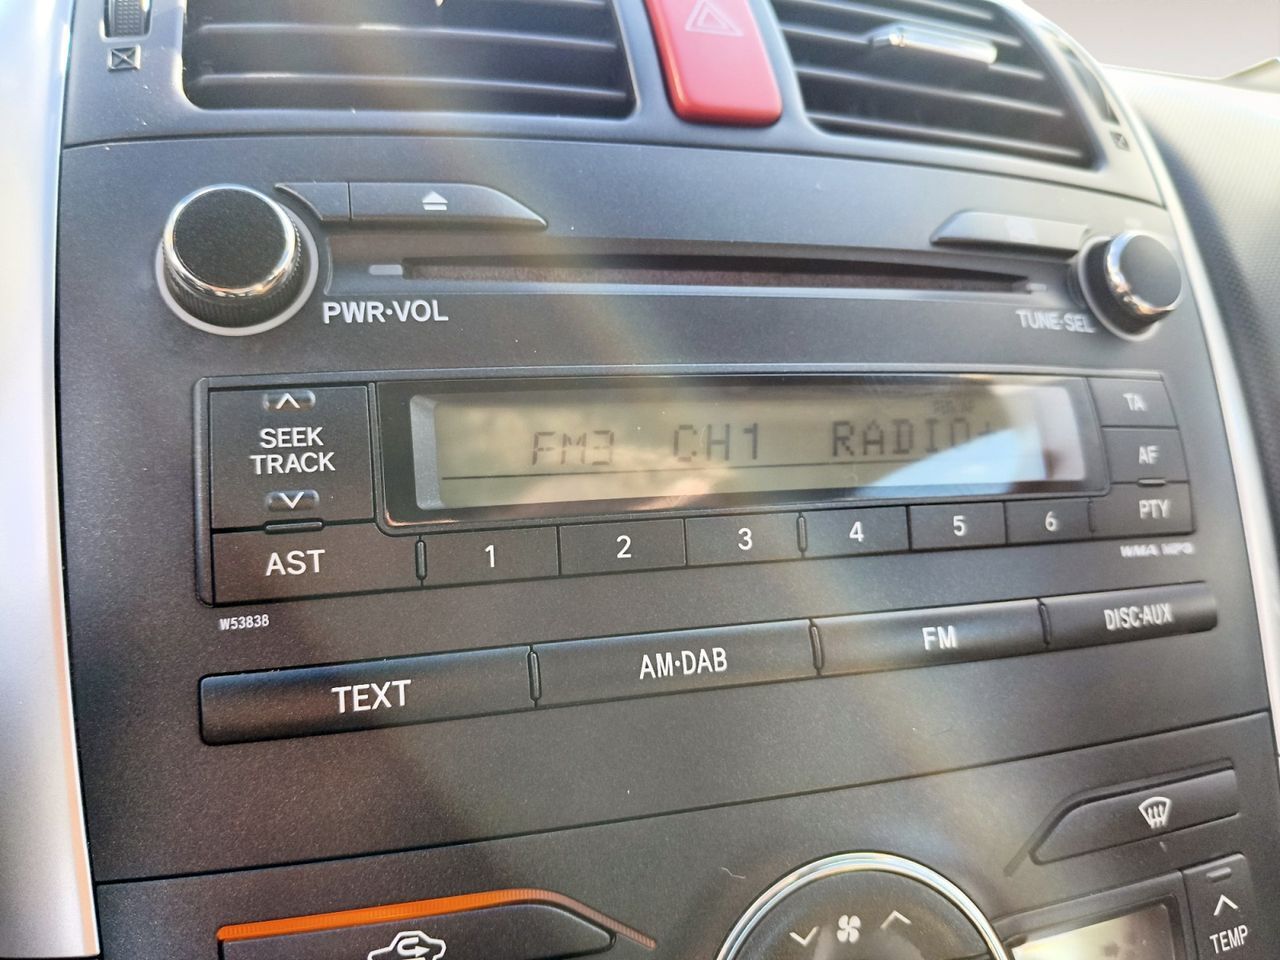 PWR•VOL
TUNE•SEL
FM3 CH1 RADIO+
SEEK
TRACK
TA
AF
PTY
AST
1 2 3 4 5 6
WMA MP3
W53838
TEXT
AM•DAB
FM
DISC•AUX
TEMP